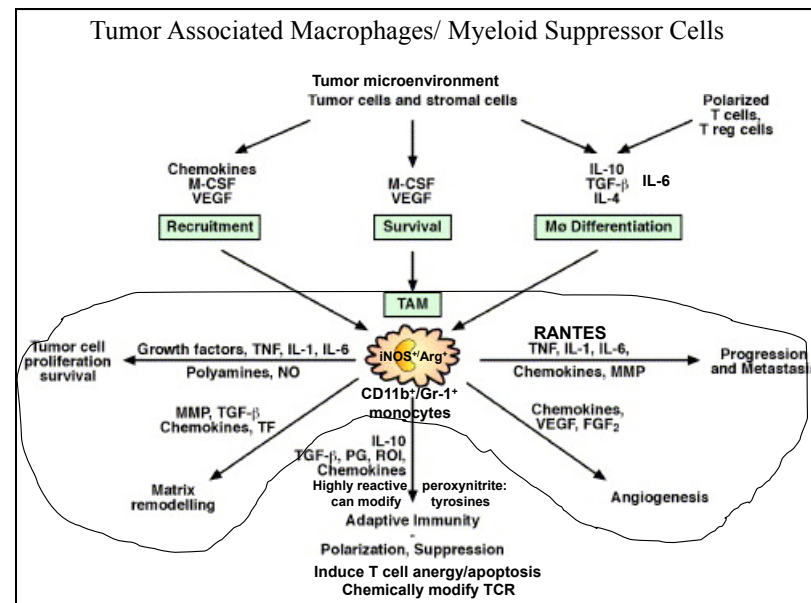 Tumor Associated Macrophages/ Myeloid Suppressor Cells
Tumor microenvironment
Tumor cells and stromal cells
Polarized
T cells,
T reg cells
Chemokines
M-CSF
VEGF
M-CSF
VEGF
IL-10
TGF-β IL-6
IL-4
Recruitment
Survival
Mø Differentiation
TAM
iNOS⁺/Arg⁺
CD11b⁺/Gr-1⁺
monocytes
Tumor cell
proliferation
survival
Growth factors, TNF, IL-1, IL-6
Polyamines, NO
RANTES
TNF, IL-1, IL-6,
Chemokines, MMP
Progression
and Metastasis
MMP, TGF-β
Chemokines, TF
Matrix
remodelling
IL-10
TGF-β, PG, ROI,
Chemokines
Highly reactive peroxynitrite:
can modify tyrosines
Adaptive Immunity
-
Polarization, Suppression
Induce T cell anergy/apoptosis
Chemically modify TCR
Chemokines,
VEGF, FGF₂
Angiogenesis